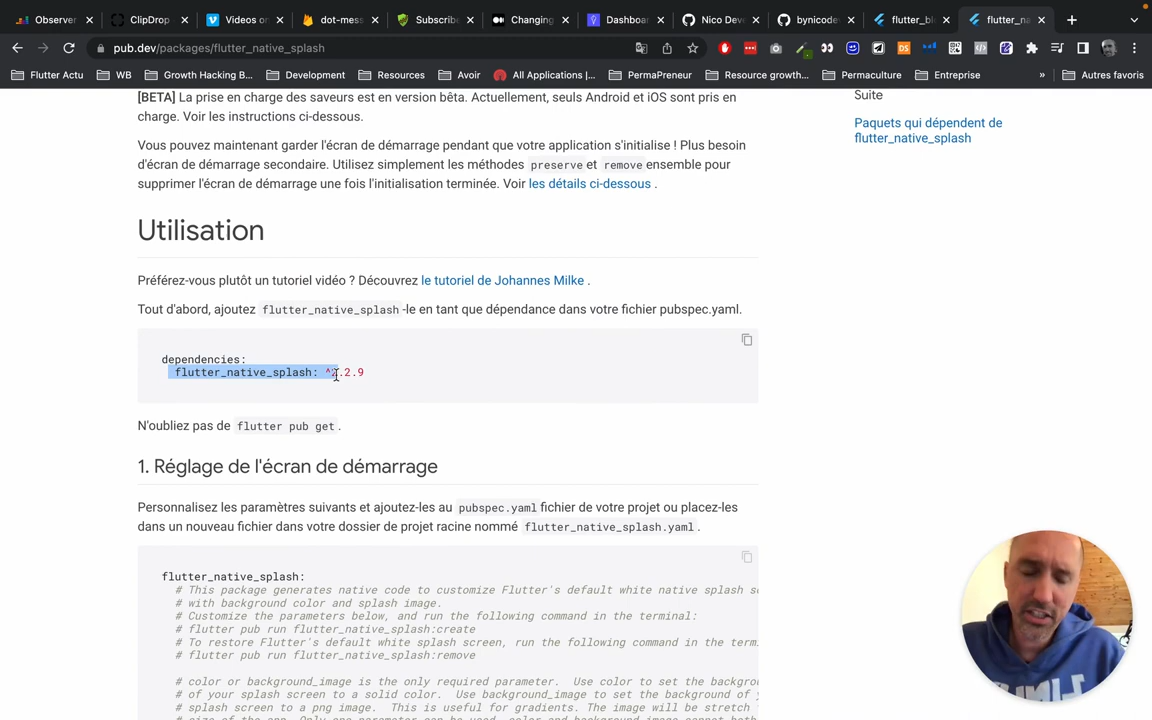 Observer
ClipDrop
Videos on
dot-mess
Subscribe
Changing
Dashboar
Nico Deve
bynicodev
flutter_bl
flutter_na
pub.dev/packages/flutter_native_splash
Flutter Actu
WB
Growth Hacking B...
Development
Resources
Avoir
All Applications |...
PermaPreneur
Resource growth...
Permaculture
Entreprise
»
Autres favoris
[BETA] La prise en charge des saveurs est en version bêta. Actuellement, seuls Android et iOS sont pris en
charge. Voir les instructions ci-dessous.
Suite
Paquets qui dépendent de
flutter_native_splash
Vous pouvez maintenant garder l'écran de démarrage pendant que votre application s'initialise ! Plus besoin
d'écran de démarrage secondaire. Utilisez simplement les méthodes preserve et remove ensemble pour
supprimer l'écran de démarrage une fois l'initialisation terminée. Voir les détails ci-dessous .
Utilisation
Préférez-vous plutôt un tutoriel vidéo ? Découvrez le tutoriel de Johannes Milke .
Tout d'abord, ajoutez flutter_native_splash -le en tant que dépendance dans votre fichier pubspec.yaml.
dependencies:
flutter_native_splash: ^2.2.9
N'oubliez pas de flutter pub get .
1. Réglage de l'écran de démarrage
Personnalisez les paramètres suivants et ajoutez-les au pubspec.yaml fichier de votre projet ou placez-les
dans un nouveau fichier dans votre dossier de projet racine nommé flutter_native_splash.yaml .
flutter_native_splash:
# This package generates native code to customize Flutter's default white native splash sc
# with background color and splash image.
# Customize the parameters below, and run the following command in the terminal:
# flutter pub run flutter_native_splash:create
# To restore Flutter's default white splash screen, run the following command in the term
# flutter pub run flutter_native_splash:remove
# color or background_image is the only required parameter. Use color to set the backgrou
# of your splash screen to a solid color. Use background_image to set the background of y
# splash screen to a png image. This is useful for gradients. The image will be stretch